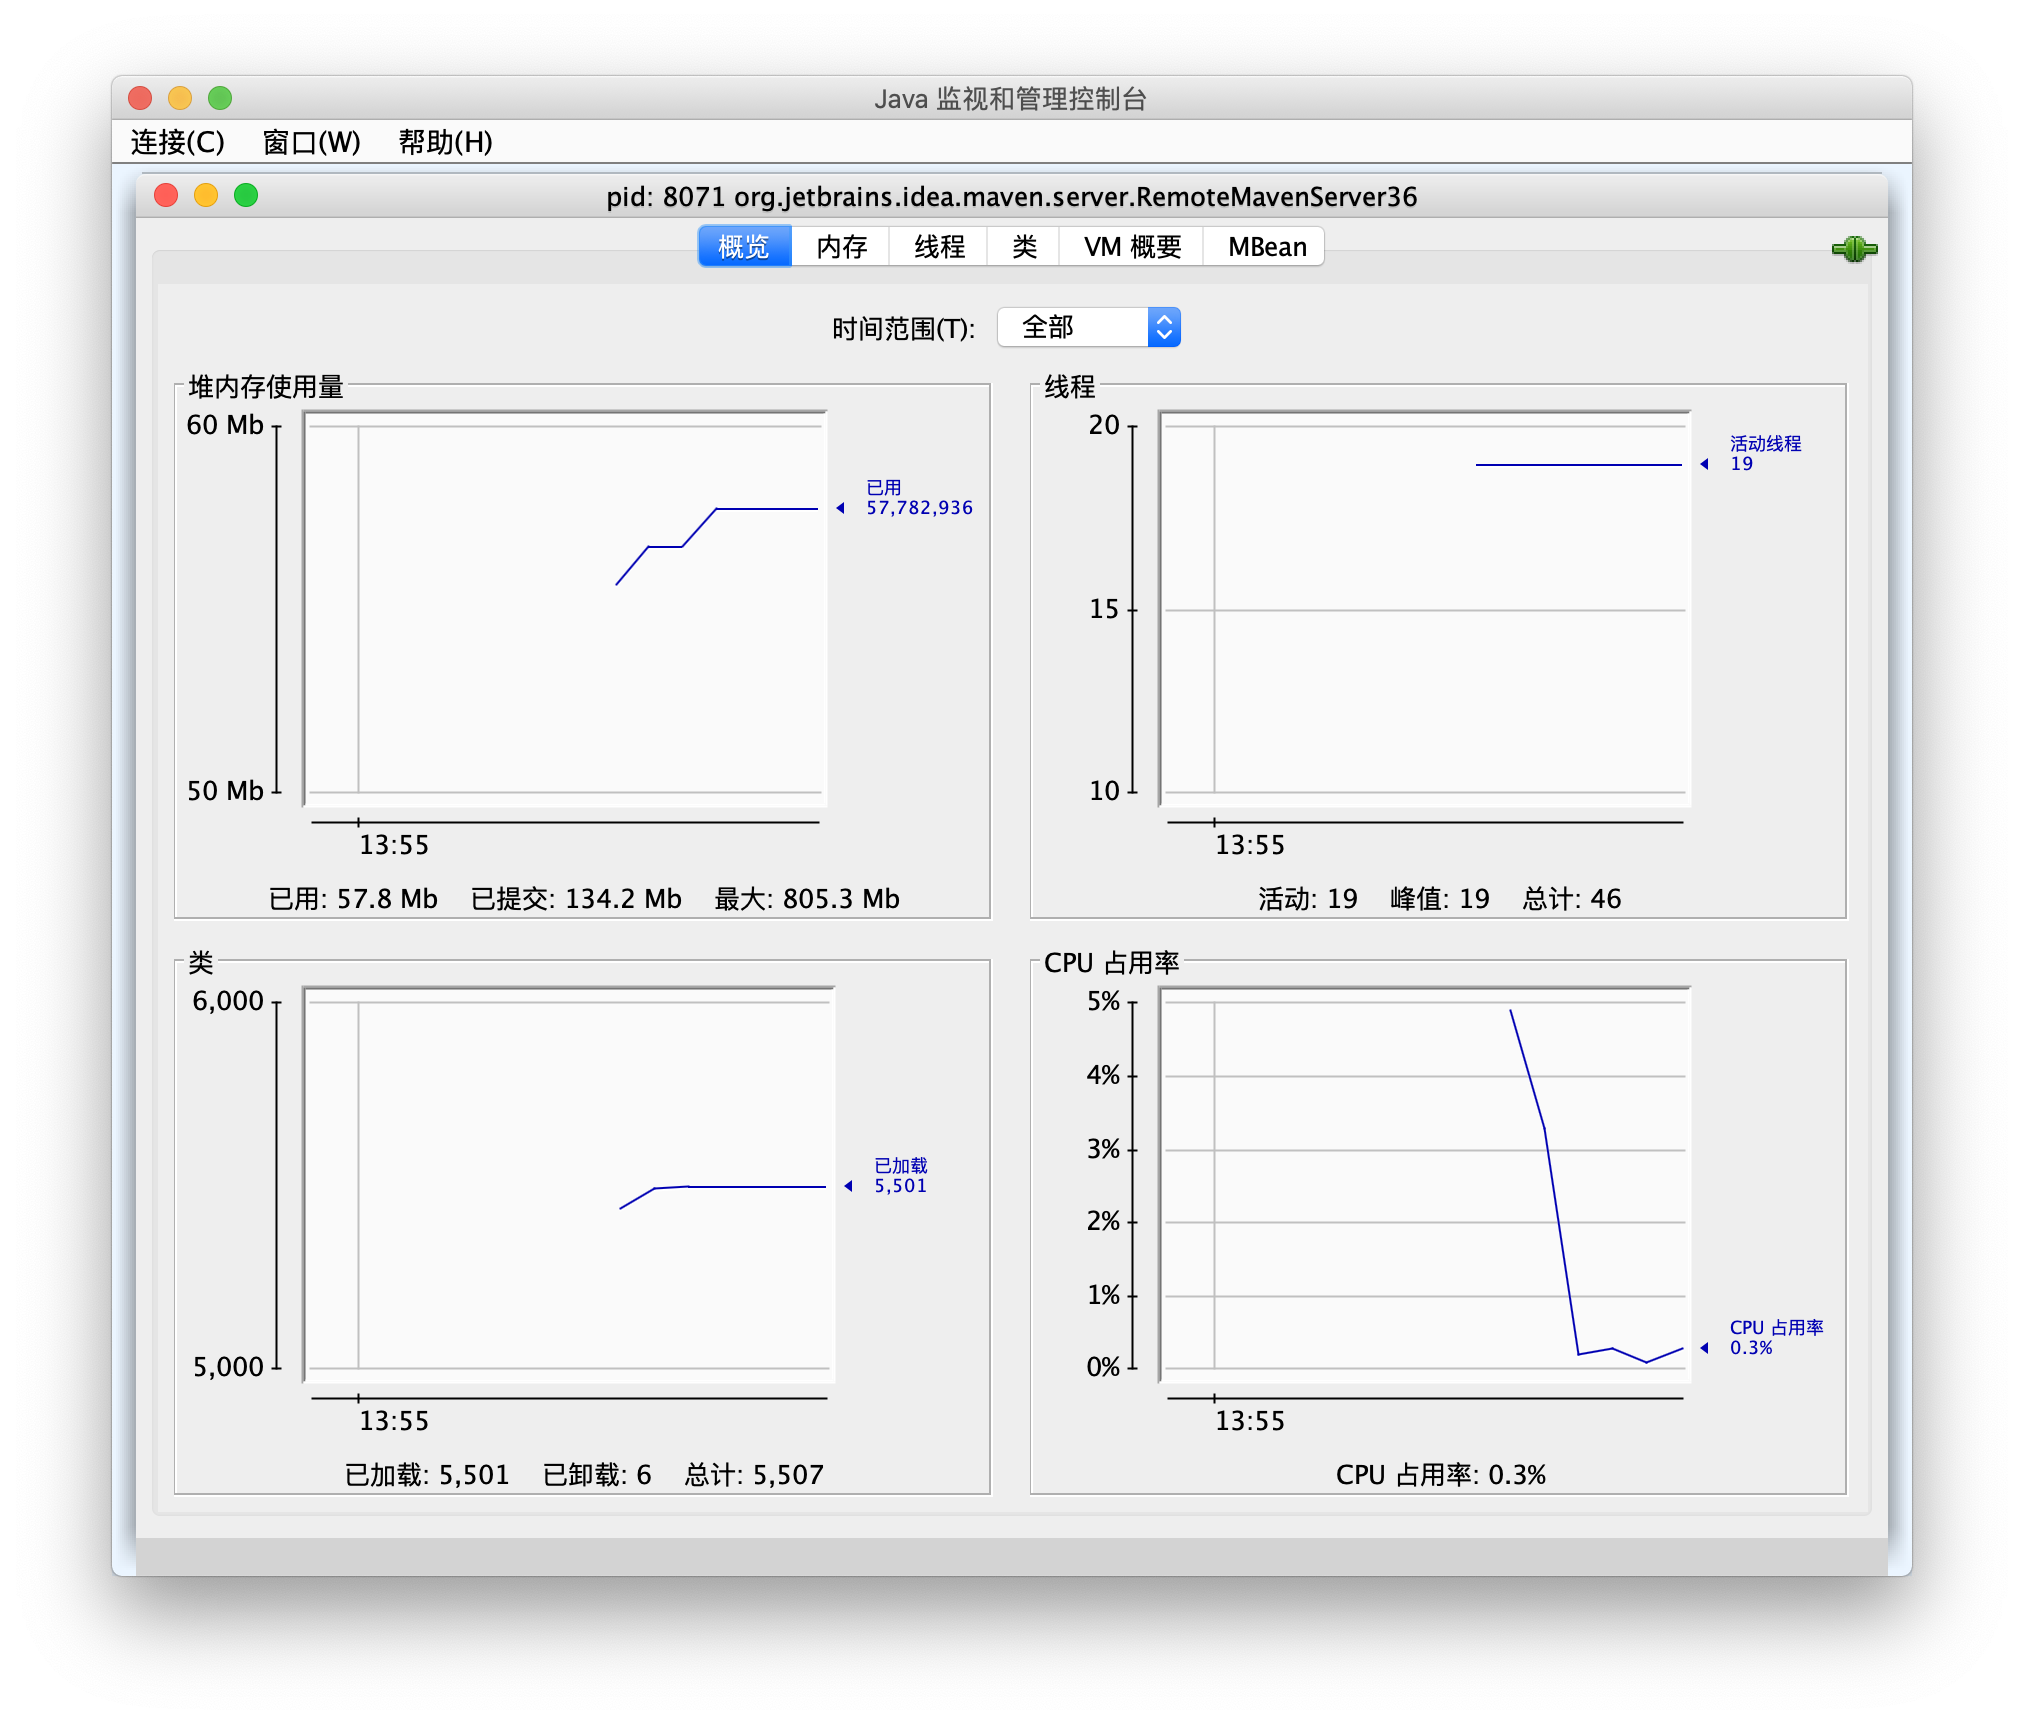 Java 监视和管理控制台
连接(C) 窗口(W) 帮助(H)
pid: 8071 org.jetbrains.idea.maven.server.RemoteMavenServer36
概览 内存 线程 类 VM 概要 MBean
时间范围(T): 全部
堆内存使用量
60 Mb
50 Mb
已用
57,782,936
13:55
已用: 57.8 Mb 已提交: 134.2 Mb 最大: 805.3 Mb
线程
20
15
10
活动线程
19
13:55
活动: 19 峰值: 19 总计: 46
类
6,000
5,000
已加载
5,501
13:55
已加载: 5,501 已卸载: 6 总计: 5,507
CPU 占用率
5%
4%
3%
2%
1%
0%
CPU 占用率
0.3%
13:55
CPU 占用率: 0.3%